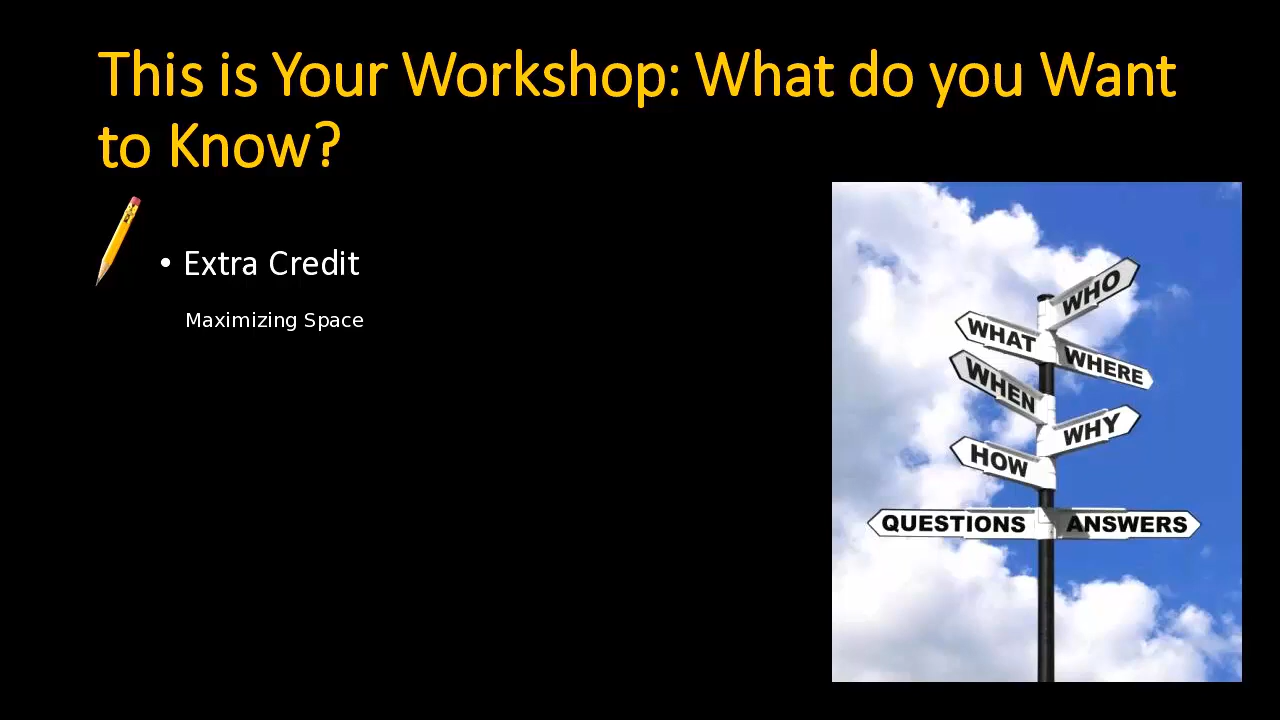 This is Your Workshop: What do you Want
to Know?
• Extra Credit
Maximizing Space
WHO
WHAT
WHERE
WHEN
WHY
HOW
QUESTIONS ANSWERS